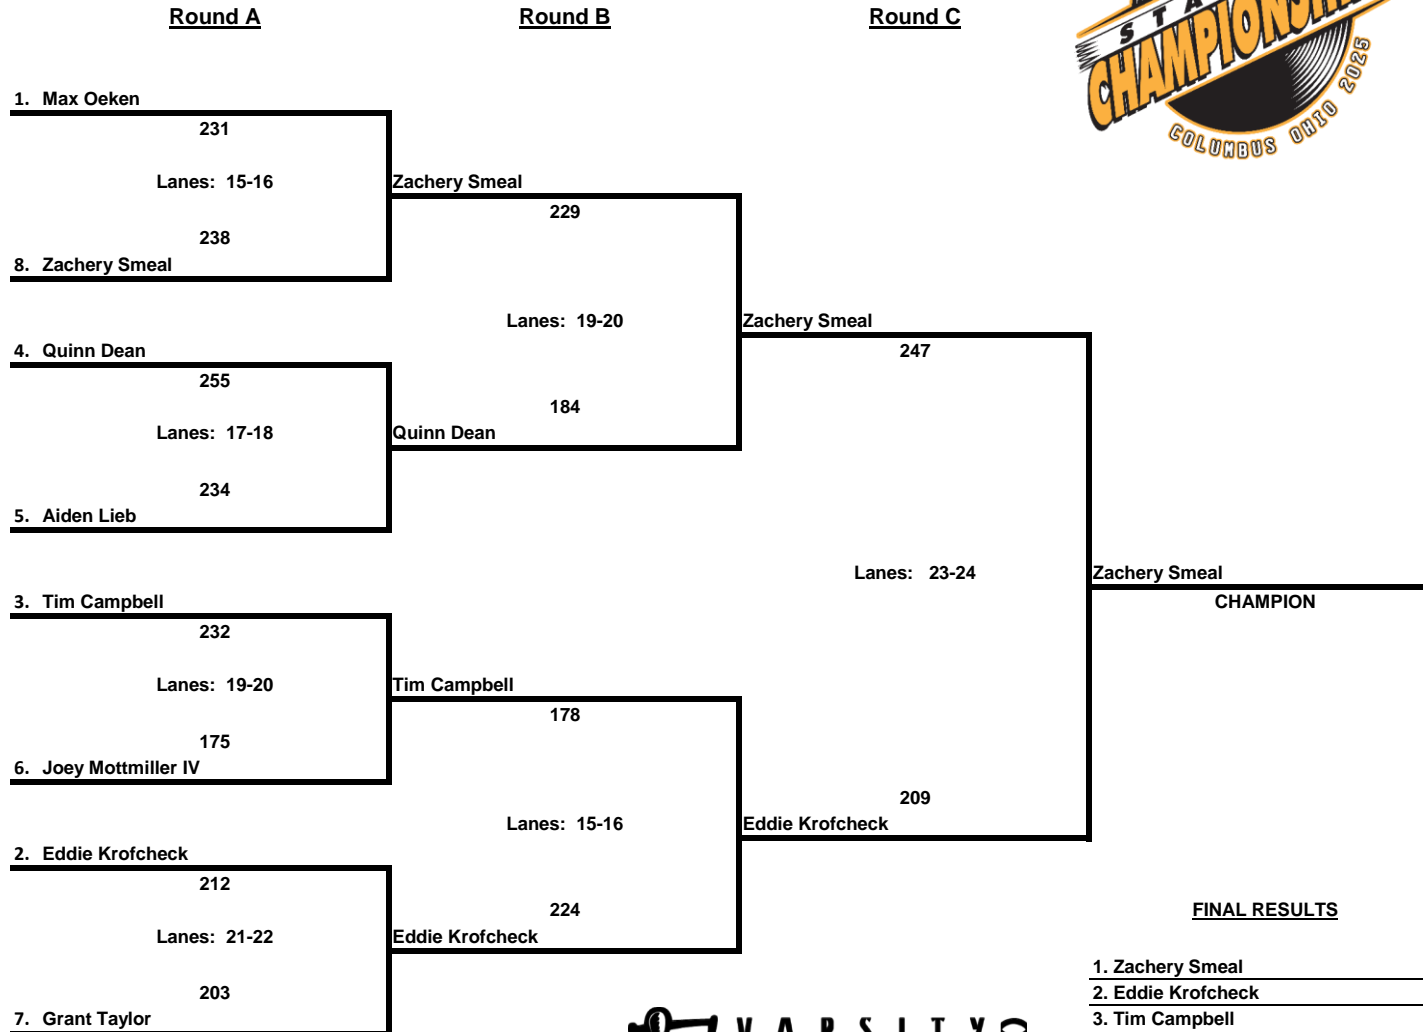 Round A
Round B
Round C
CHAMPIONSHIP
COLUMBUS OHIO 2025
1. Max Oeken
231
Lanes: 15-16
Zachery Smeal
229
238
8. Zachery Smeal
Lanes: 19-20
Zachery Smeal
4. Quinn Dean
247
255
184
Lanes: 17-18
Quinn Dean
234
5. Aiden Lieb
Lanes: 23-24
Zachery Smeal
3. Tim Campbell
CHAMPION
232
Lanes: 19-20
Tim Campbell
178
175
6. Joey Mottmiller IV
209
Lanes: 15-16
Eddie Krofcheck
2. Eddie Krofcheck
212
224
FINAL RESULTS
Lanes: 21-22
Eddie Krofcheck
1. Zachery Smeal
203
2. Eddie Krofcheck
7. Grant Taylor
VARSITY
3. Tim Campbell